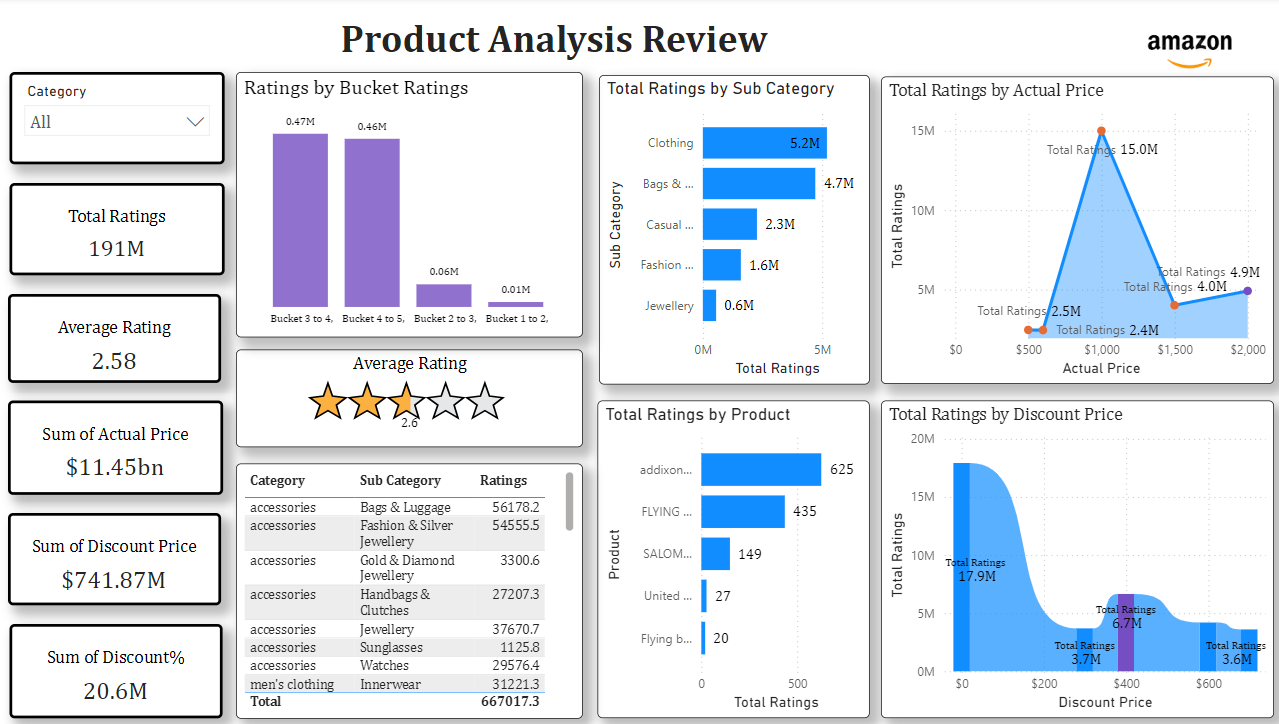 Product Analysis Review
amazon
Category
All
Total Ratings
191M
Average Rating
2.58
Sum of Actual Price
$11.45bn
Sum of Discount Price
$741.87M
Sum of Discount%
20.6M
Ratings by Bucket Ratings
0.47M
0.46M
0.06M
0.01M
Bucket 3 to 4,
Bucket 4 to 5,
Bucket 2 to 3,
Bucket 1 to 2,
Average Rating
2.6
Category Sub Category Ratings
accessories Bags & Luggage 56178.2
accessories Fashion & Silver 54555.5
Jewellery
accessories Gold & Diamond 3300.6
Jewellery
accessories Handbags & 27207.3
Clutches
accessories Jewellery 37670.7
accessories Sunglasses 1125.8
accessories Watches 29576.4
men's clothing Innerwear 31221.3
Total 667017.3
Total Ratings by Sub Category
Sub Category
Clothing 5.2M
Bags & ... 4.7M
Casual ... 2.3M
Fashion ... 1.6M
Jewellery 0.6M
0M 5M
Total Ratings
Total Ratings by Product
Product
addixon... 625
FLYING ... 435
SALOM... 149
United ... 27
Flying b... 20
0 500
Total Ratings
Total Ratings by Actual Price
Total Ratings
15M
10M
5M
Total Ratings 15.0M
Total Ratings 4.9M
Total Ratings 4.0M
Total Ratings 2.5M
Total Ratings 2.4M
$0 $500 $1,000 $1,500 $2,000
Actual Price
Total Ratings by Discount Price
Total Ratings
20M
15M
10M
5M
0M
Total Ratings
17.9M
Total Ratings
6.7M
Total Ratings
3.7M
Total Ratings
3.6M
$0 $200 $400 $600
Discount Price